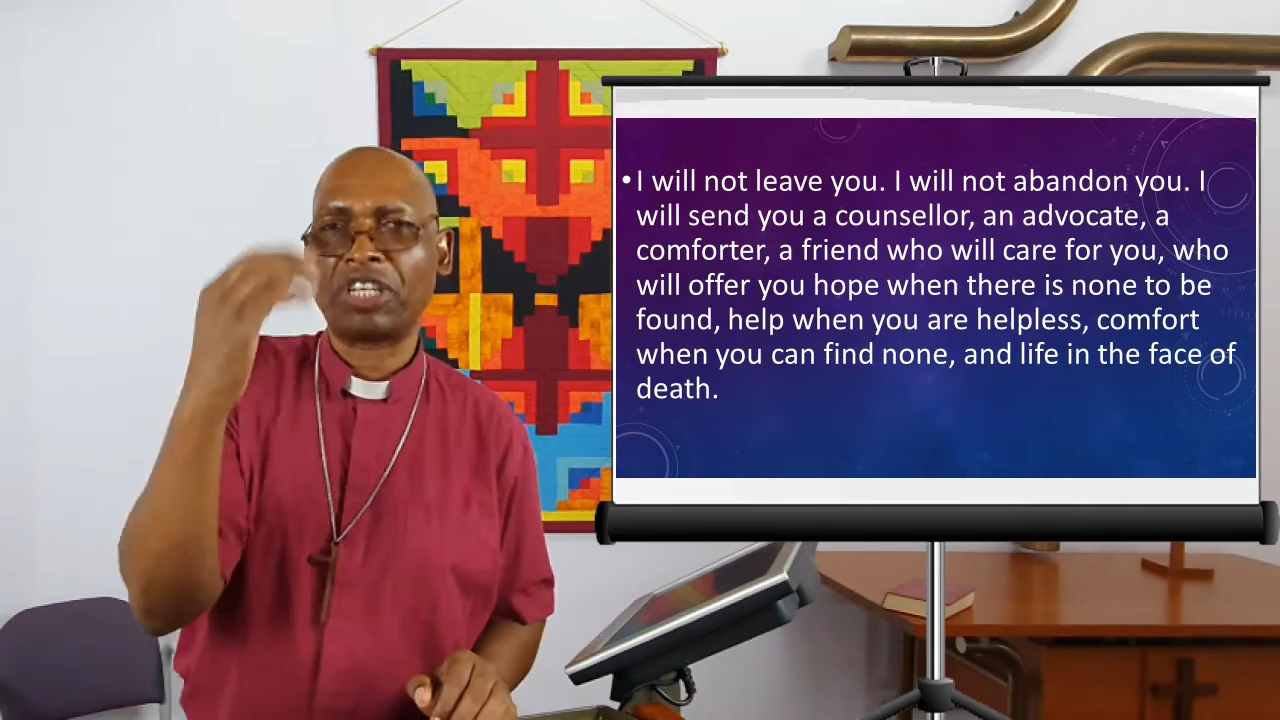 •I will not leave you. I will not abandon you. I
will send you a counsellor, an advocate, a
comforter, a friend who will care for you, who
will offer you hope when there is none to be
found, help when you are helpless, comfort
when you can find none, and life in the face of
death.